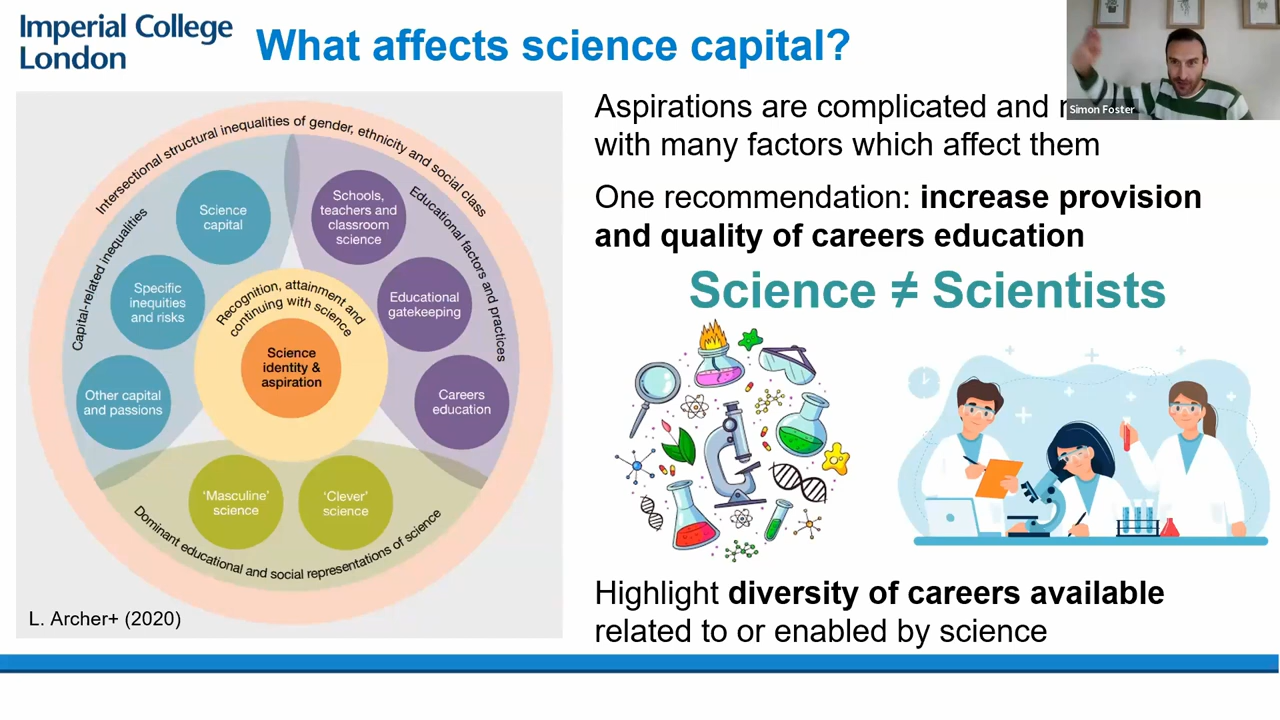 Imperial College
London
What affects science capital?
Simon Foster
Aspirations are complicated and
with many factors which affect them
One recommendation: increase provision
and quality of careers education
Science ≠ Scientists
Highlight diversity of careers available
related to or enabled by science
Intersectional structural inequalities of gender, ethnicity and social class
Capital-related inequalities
Science
capital
Specific
inequities
and risks
Other capital
and passions
Educational factors and practices
Schools,
teachers and
classroom
science
Educational
gatekeeping
Careers
education
Recognition, attainment and
continuing with science
Science
identity &
aspiration
'Masculine'
science
'Clever'
science
Dominant educational and social representations of science
L. Archer+ (2020)